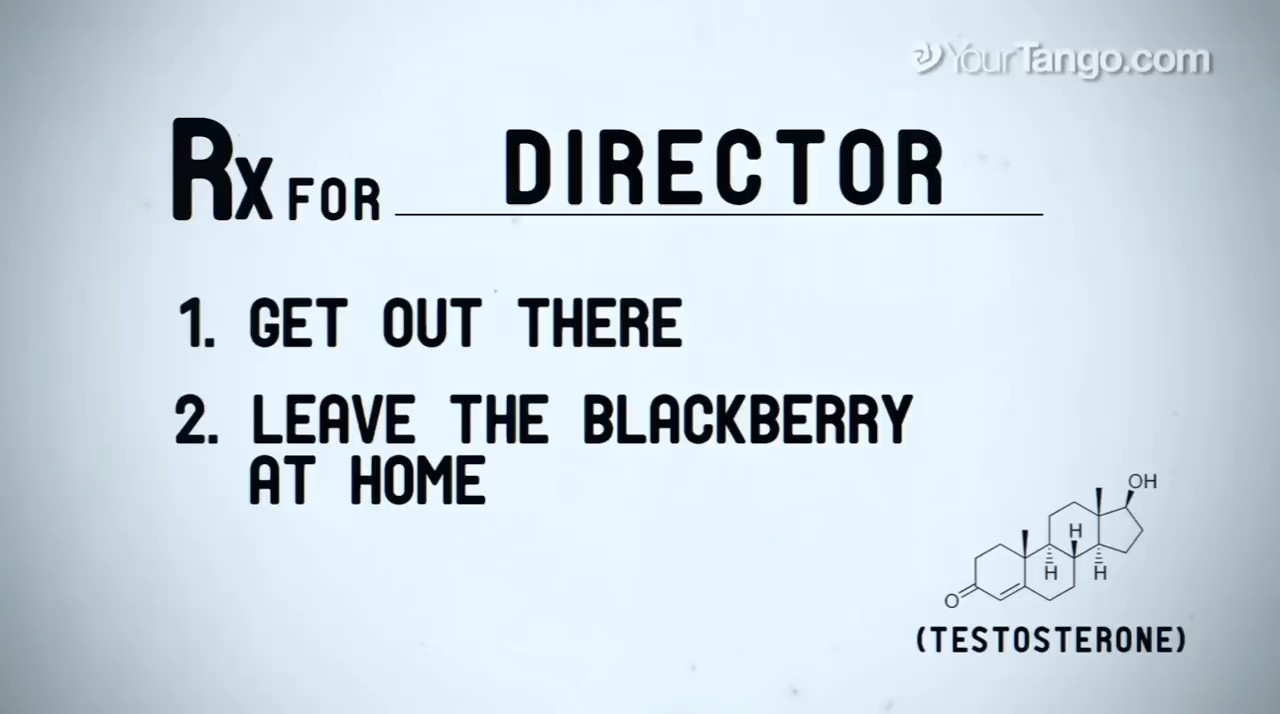 YourTango.com
Rx FOR DIRECTOR
1. GET OUT THERE
2. LEAVE THE BLACKBERRY
AT HOME
OH
H
H H
O
(TESTOSTERONE)